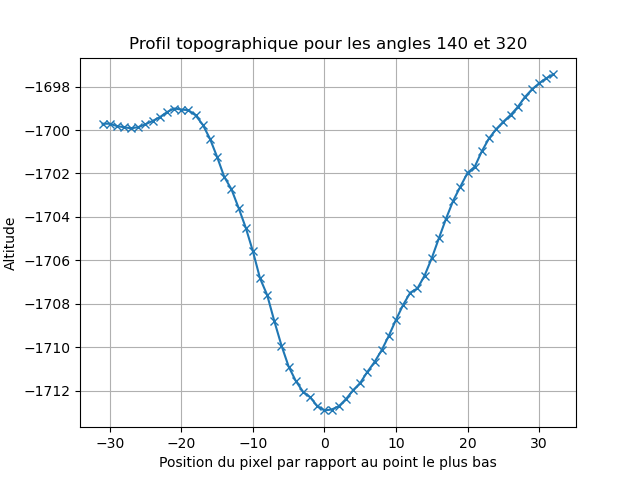 Profil topographique pour les angles 140 et 320
Altitude
−1698
−1700
−1702
−1704
−1706
−1708
−1710
−1712
−30 −20 −10 0 10 20 30
Position du pixel par rapport au point le plus bas